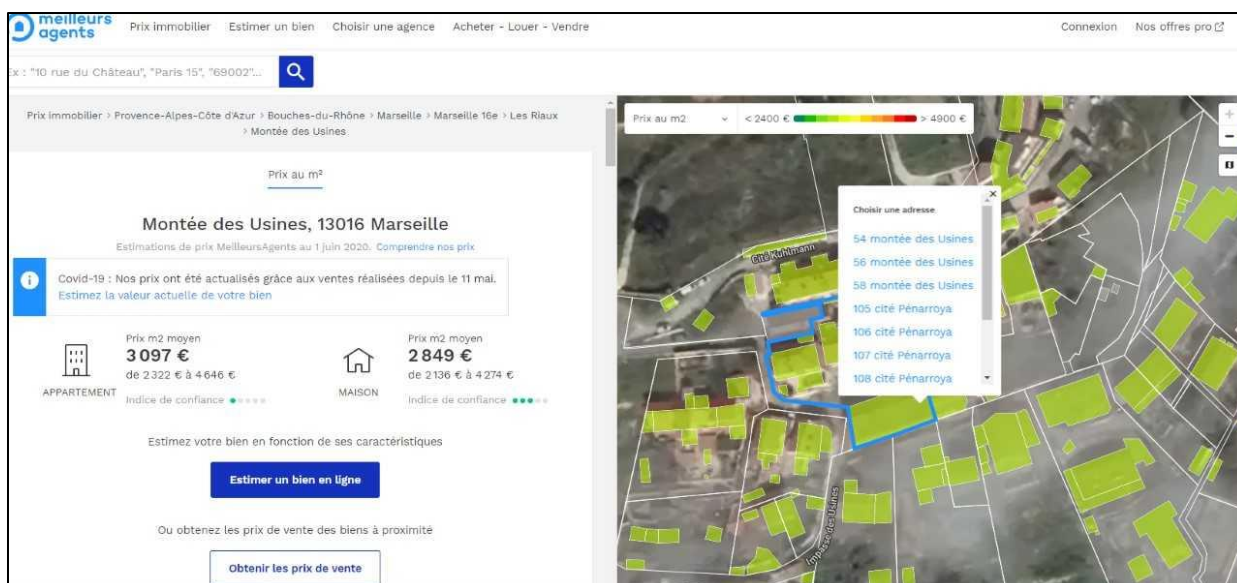 meilleurs
agents
Prix immobilier Estimer un bien Choisir une agence Acheter - Louer - Vendre
Connexion Nos offres pro
Ex : "10 rue du Château", "Paris 15", "69002"...
Prix immobilier > Provence-Alpes-Côte d'Azur > Bouches-du-Rhône > Marseille > Marseille 16e > Les Riaux
> Montée des Usines
Prix au m²
Montée des Usines, 13016 Marseille
Estimations de prix MeilleursAgents au 1 juin 2020. Comprendre nos prix
Covid-19 : Nos prix ont été actualisés grâce aux ventes réalisées depuis le 11 mai.
Estimez la valeur actuelle de votre bien
APPARTEMENT
Prix m2 moyen
3 097 €
de 2 322 € à 4 646 €
Indice de confiance
MAISON
Prix m2 moyen
2 849 €
de 2 136 € à 4 274 €
Indice de confiance
Estimez votre bien en fonction de ses caractéristiques
Estimer un bien en ligne
Ou obtenez les prix de vente des biens à proximité
Obtenir les prix de vente
Prix au m2 < 2400 € > 4900 €
Choisir une adresse
54 montée des Usines
56 montée des Usines
58 montée des Usines
105 cité Pénarroya
106 cité Pénarroya
107 cité Pénarroya
108 cité Pénarroya
Cité Kuhlmann
Impasse des Usines